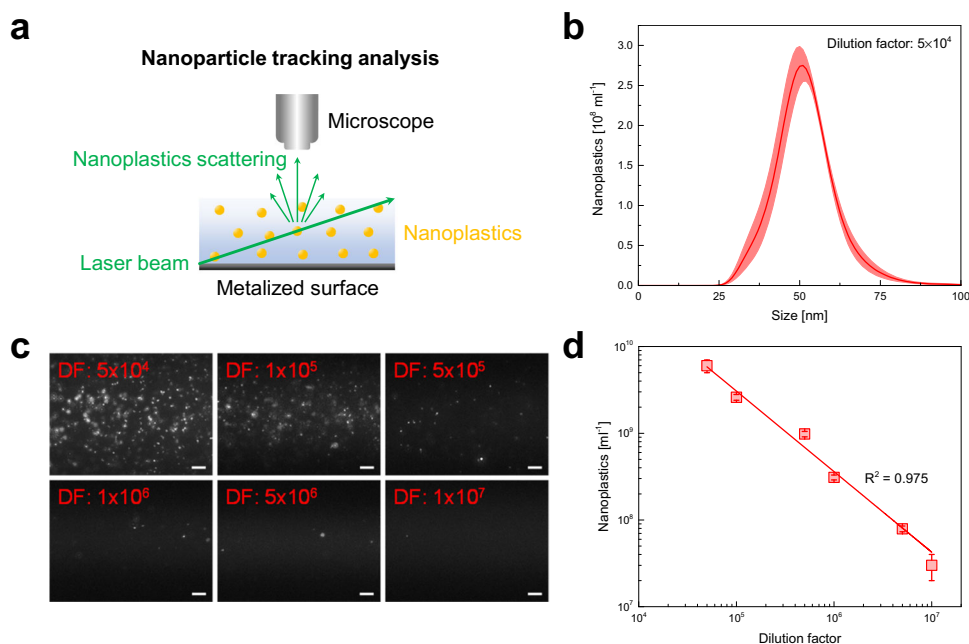 a
Nanoparticle tracking analysis
Microscope
Nanoplastics scattering
Nanoplastics
Laser beam
Metalized surface
b
Dilution factor: 5×10⁴
Nanoplastics [10⁸ ml⁻¹]
3.0
2.5
2.0
1.5
1.0
0.5
0.0
0
25
50
75
100
Size [nm]
c
DF: 5x10⁴
DF: 1x10⁵
DF: 5x10⁵
DF: 1x10⁶
DF: 5x10⁶
DF: 1x10⁷
d
Nanoplastics [ml⁻¹]
10¹⁰
10⁹
10⁸
10⁷
R² = 0.975
10⁴
10⁵
10⁶
10⁷
Dilution factor